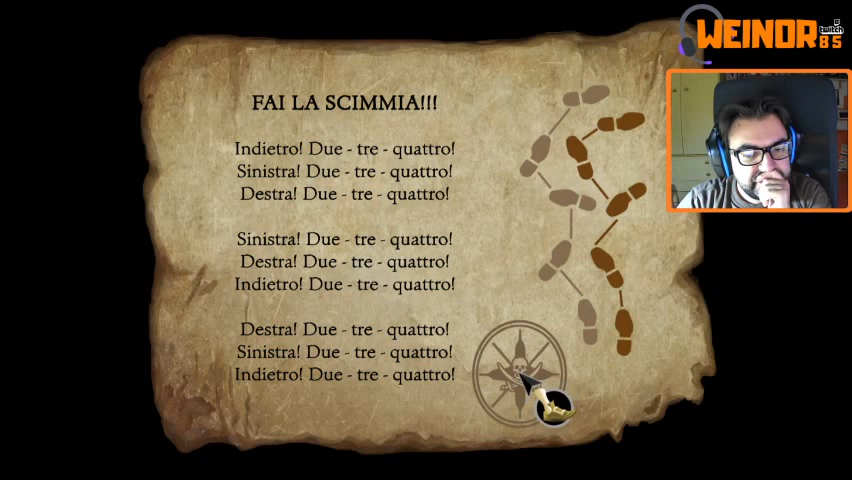 WEINOR
85
twitch
FAI LA SCIMMIA!!!
Indietro! Due - tre - quattro!
Sinistra! Due - tre - quattro!
Destra! Due - tre - quattro!
Sinistra! Due - tre - quattro!
Destra! Due - tre - quattro!
Indietro! Due - tre - quattro!
Destra! Due - tre - quattro!
Sinistra! Due - tre - quattro!
Indietro! Due - tre - quattro!